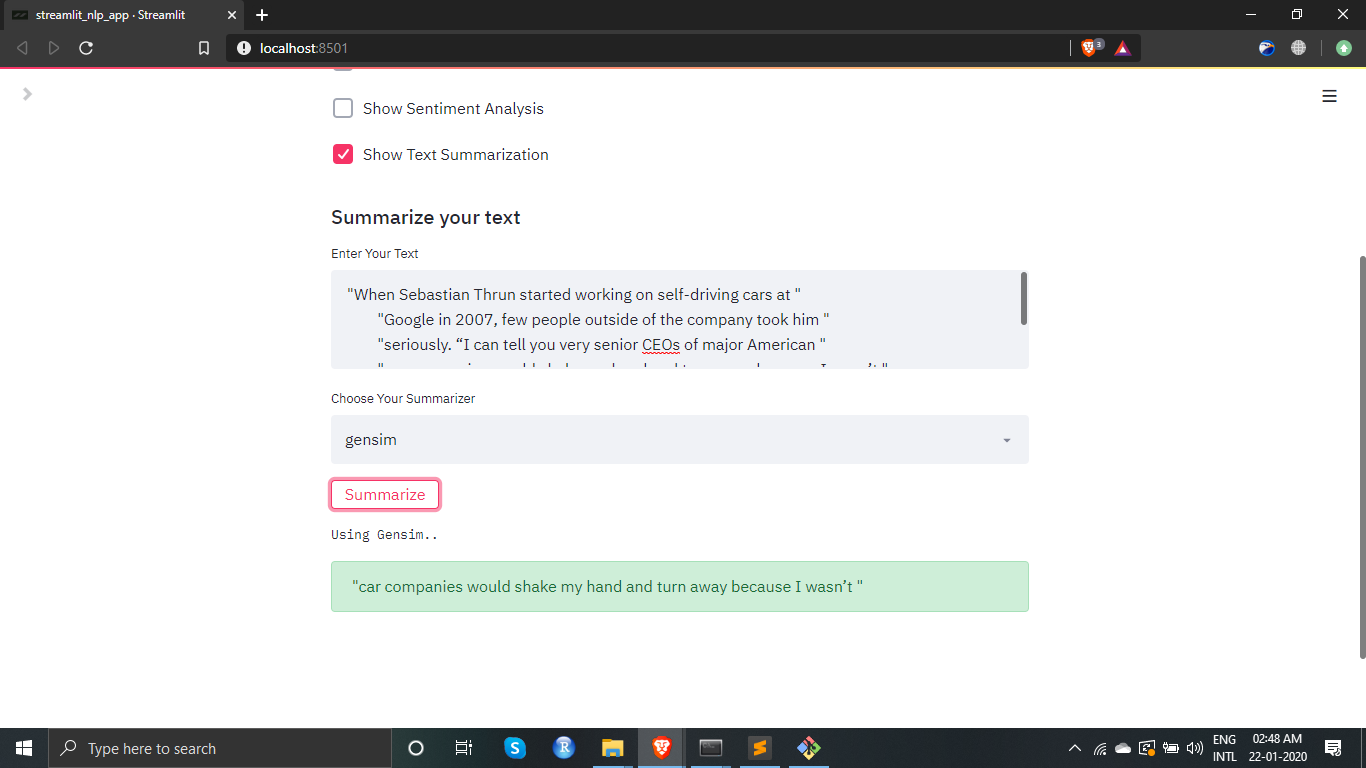 streamlit_nlp_app · Streamlit
localhost:8501
3
Show Sentiment Analysis
Show Text Summarization
Summarize your text
Enter Your Text
"When Sebastian Thrun started working on self-driving cars at "
"Google in 2007, few people outside of the company took him "
"seriously. “I can tell you very senior CEOs of major American "
Choose Your Summarizer
gensim
Summarize
Using Gensim..
"car companies would shake my hand and turn away because I wasn’t "
Type here to search
S
R
ENG
INTL
02:48 AM
22-01-2020